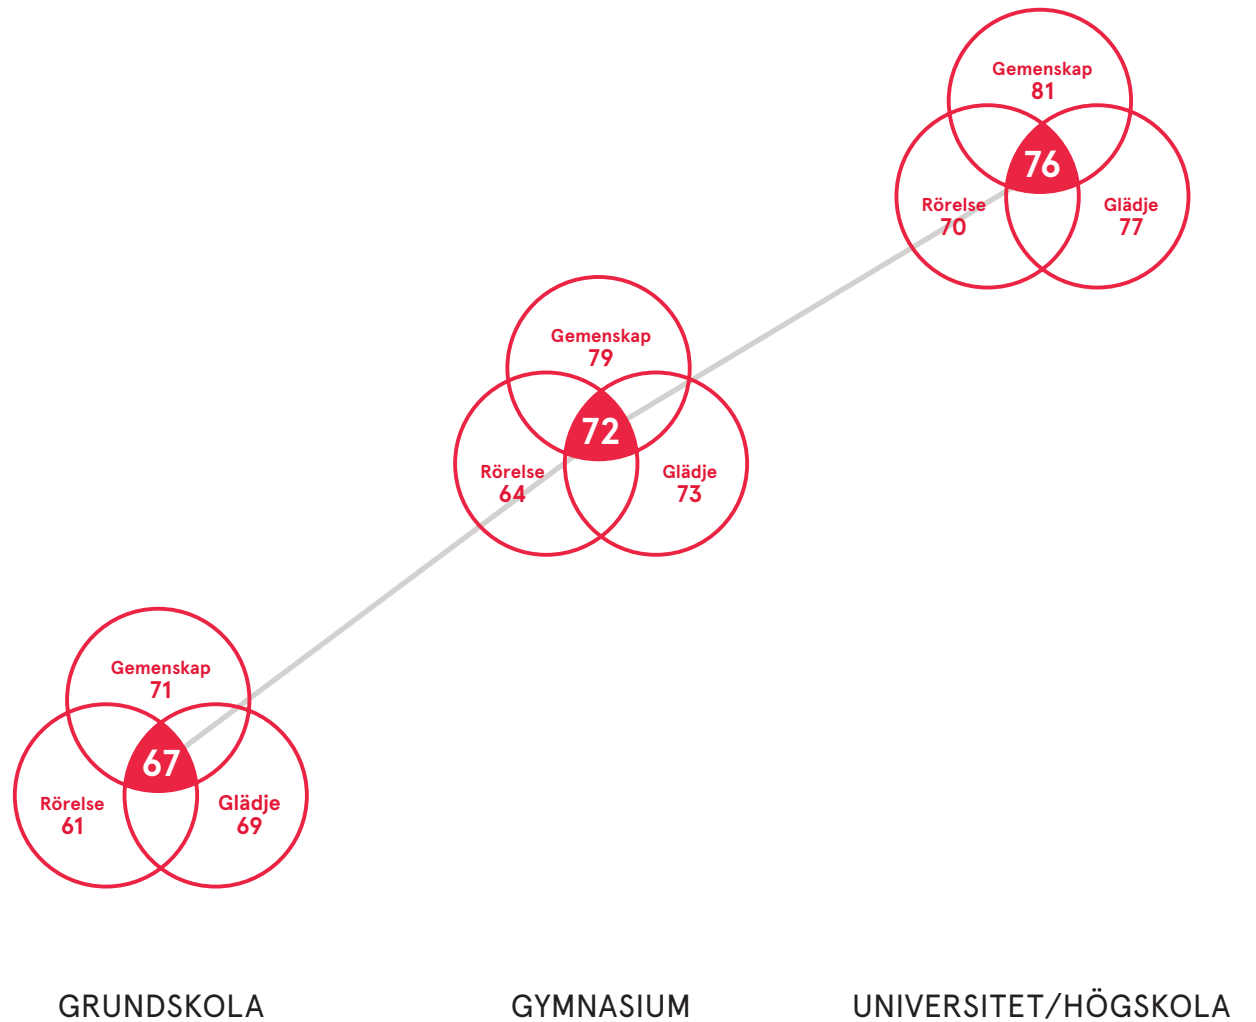 Gemenskap
81
76
Rörelse
70
Glädje
77
Gemenskap
79
72
Rörelse
64
Glädje
73
Gemenskap
71
67
Rörelse
61
Glädje
69
GRUNDSKOLA
GYMNASIUM
UNIVERSITET/HÖGSKOLA